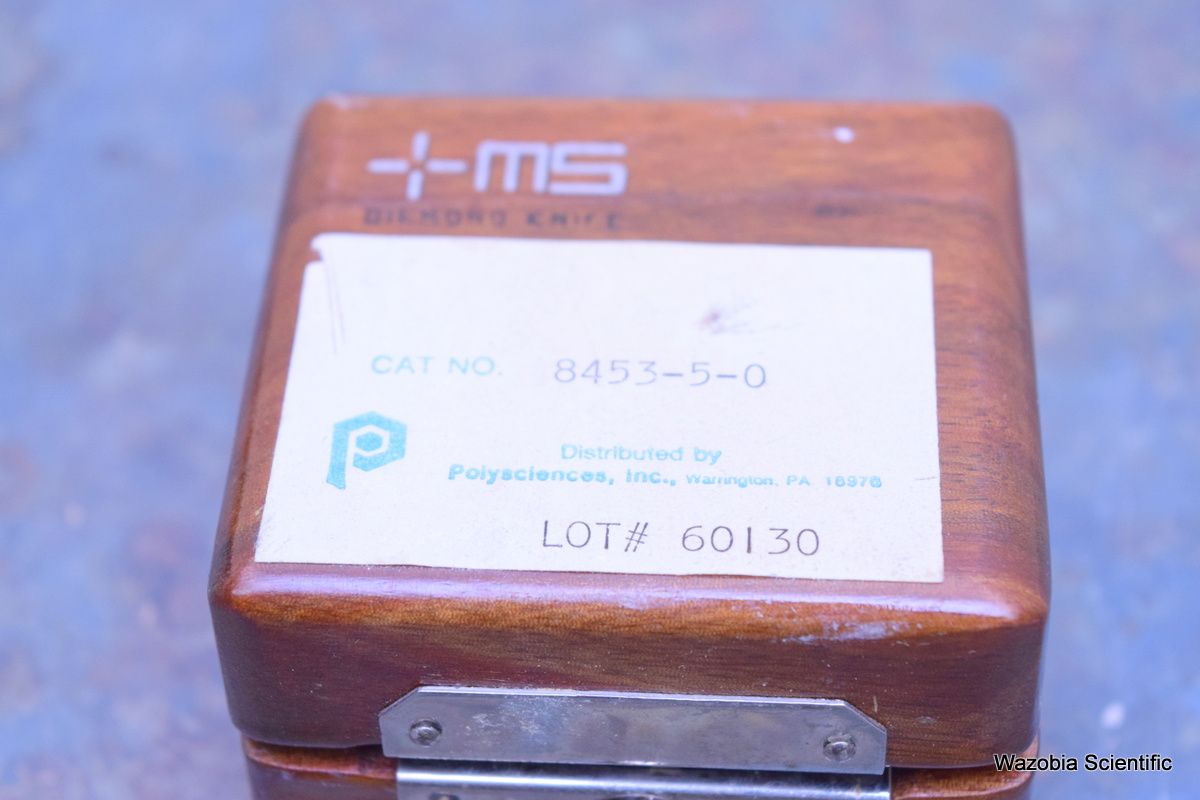 MS
DIAMOND KNIFE
CAT NO. 8453-5-0
Distributed by
Polysciences, Inc., Warrington, PA 18976
LOT# 60130
Wazobia Scientific